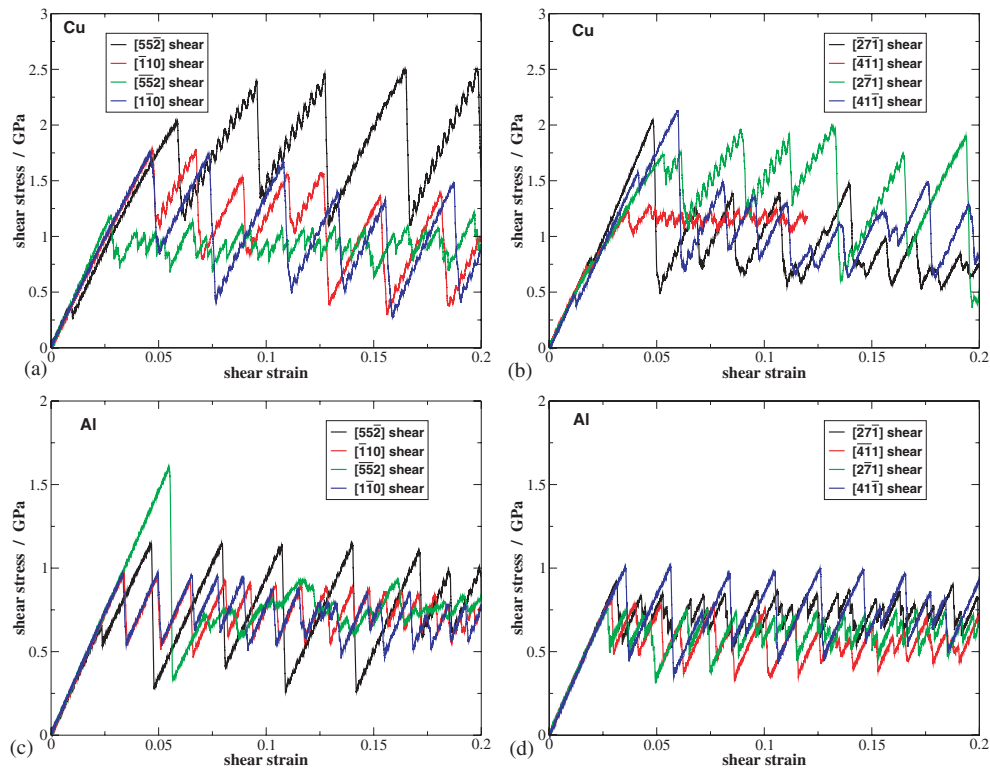 Cu
[552̅] shear
[1̅10] shear
[5̅5̅2] shear
[11̅0] shear
3
2.5
2
1.5
1
0.5
0
0
0.05
0.1
0.15
0.2
shear stress / GPa
shear strain
(a)
Cu
[2̅71̅] shear
[4̅1̅1] shear
[27̅1] shear
[411̅] shear
3
2.5
2
1.5
1
0.5
0
0
0.05
0.1
0.15
0.2
shear stress / GPa
shear strain
(b)
Al
[552̅] shear
[1̅10] shear
[5̅5̅2] shear
[11̅0] shear
2
1.5
1
0.5
0
0
0.05
0.1
0.15
0.2
shear stress / GPa
shear strain
(c)
Al
[2̅71̅] shear
[4̅1̅1] shear
[27̅1] shear
[411̅] shear
2
1.5
1
0.5
0
0
0.05
0.1
0.15
0.2
shear stress / GPa
shear strain
(d)